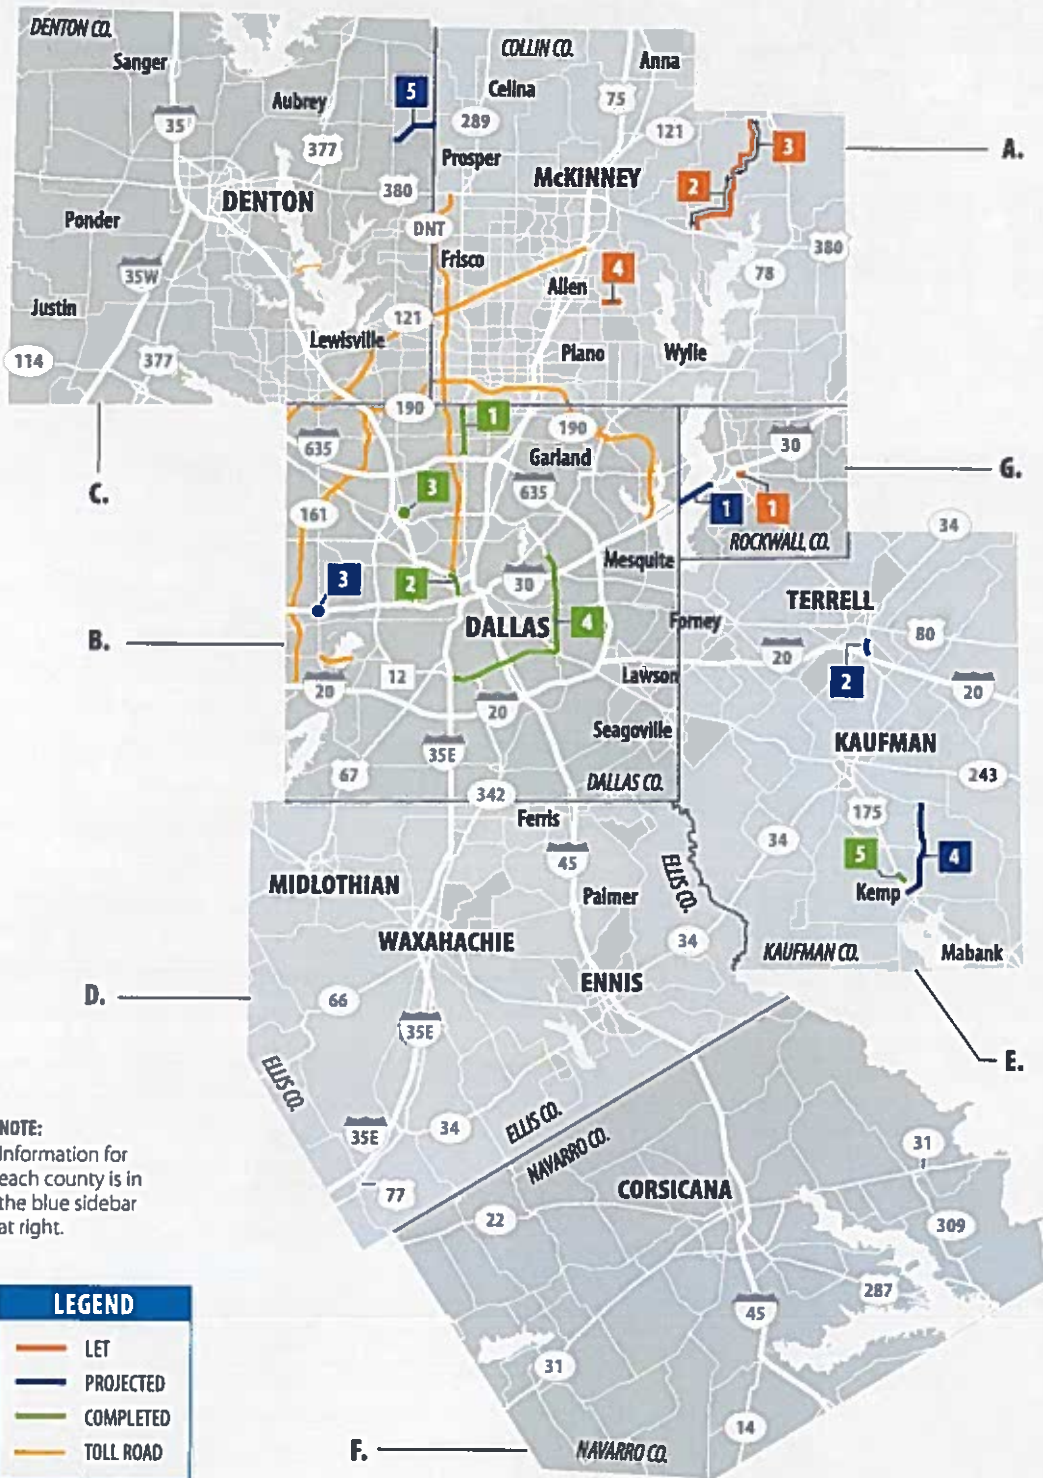 DENTON CO.
COLLIN CO.
Sanger
Anna
Celina
Aubrey
5
75
35
289
121
377
3
Prosper
A.
McKINNEY
2
380
DENTON
Ponder
DNT
380
Frisco
4
78
35W
Allen
Justin
121
Lewisville
114
377
Plano
Wylie
190
1
190
30
635
Garland
G.
C.
3
635
161
1
1
34
ROCKWALL CO.
Mesquite
3
2
30
TERRELL
DALLAS
4
Forney
80
B.
20
12
Lawson
2
20
20
20
Seagoville
KAUFMAN
35E
67
DALLAS CO.
243
342
175
Ferris
34
5
4
45
MIDLOTHIAN
ELLIS CO.
Palmer
Kemp
WAXAHACHIE
34
KAUFMAN CO.
Mabank
ENNIS
D.
66
35E
E.
ELLIS CO.
ELLIS CO.
35E
34
NAVARRO CO.
31
NOTE:
Information for
each county is in
the blue sidebar
at right.
77
CORSICANA
22
309
287
LEGEND
45
LET
31
PROJECTED
COMPLETED
14
TOLL ROAD
F.
NAVARRO CO.